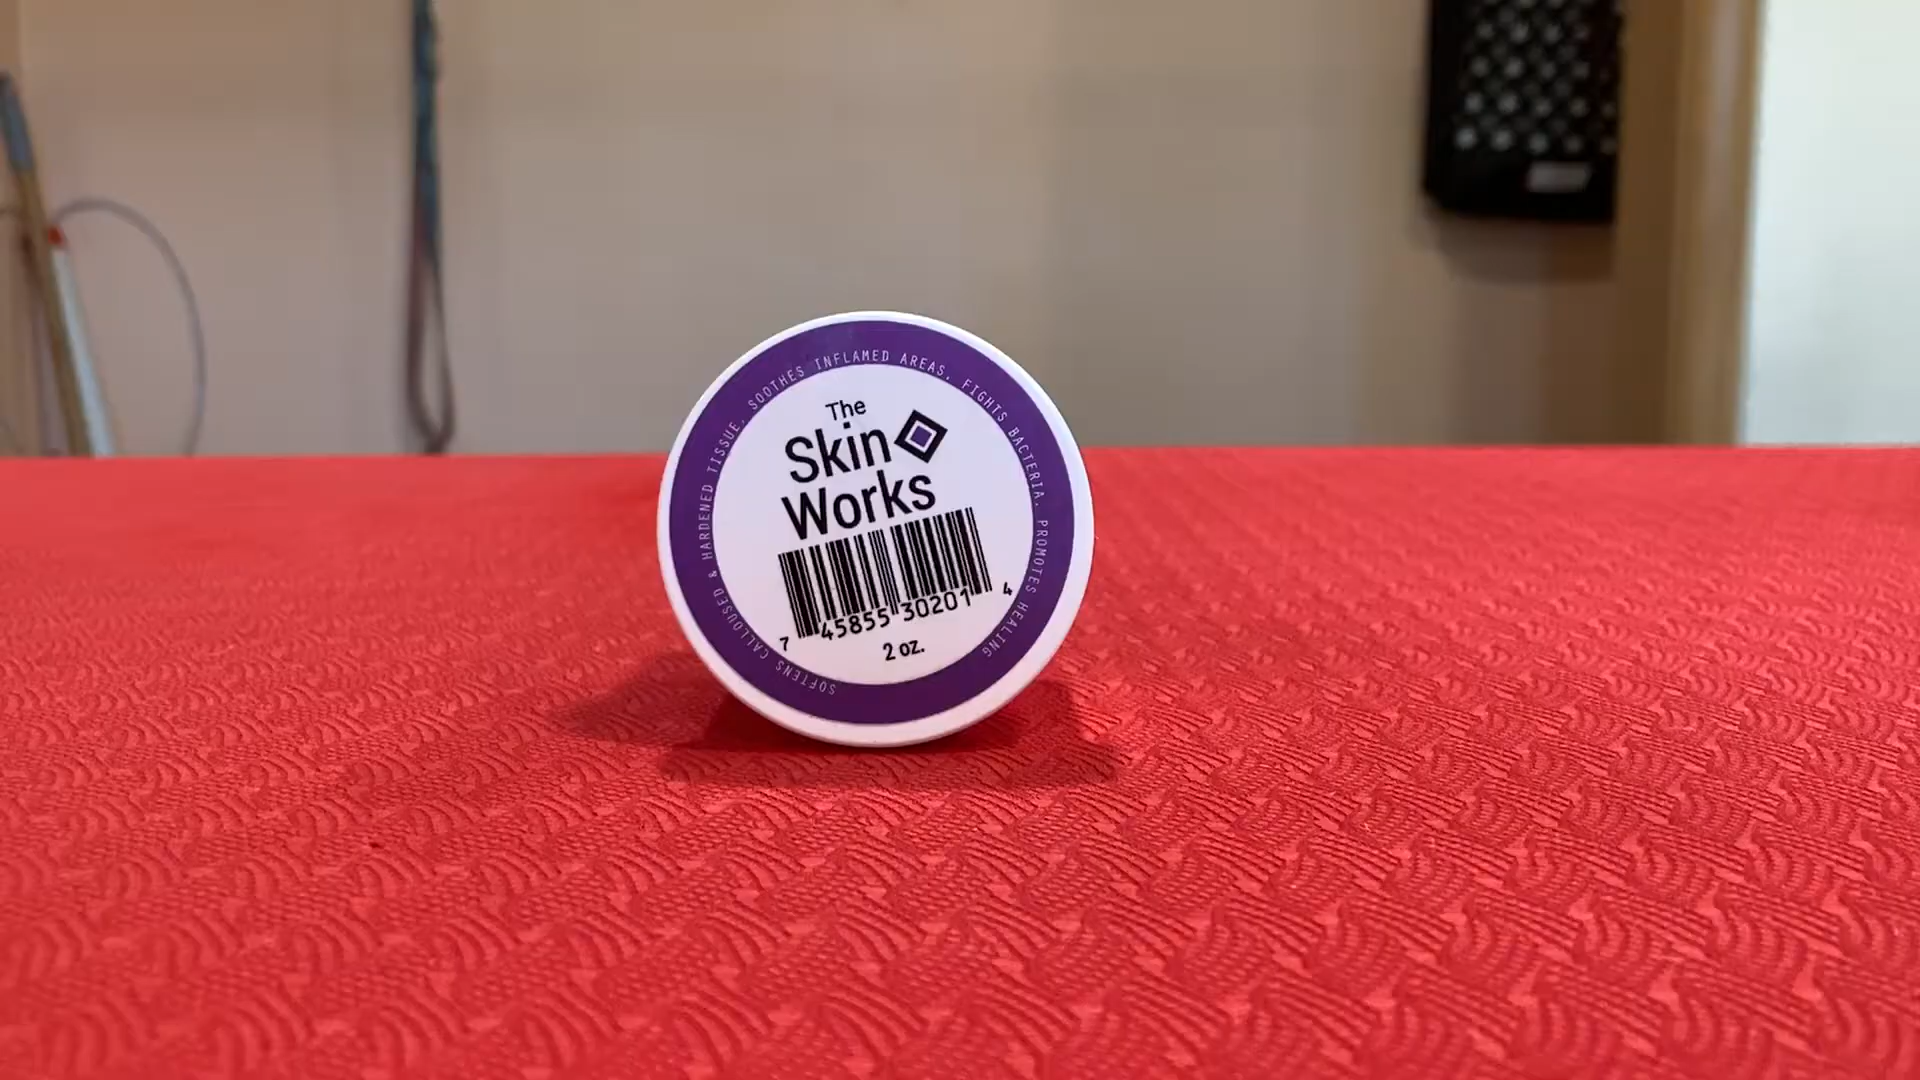 The
Skin
Works
7 45855 30201 4
2 oz.
SOFTENS CALLOUSED & HARDENED TISSUE, SOOTHES INFLAMED AREAS, FIGHTS BACTERIA, PROMOTES HEALING